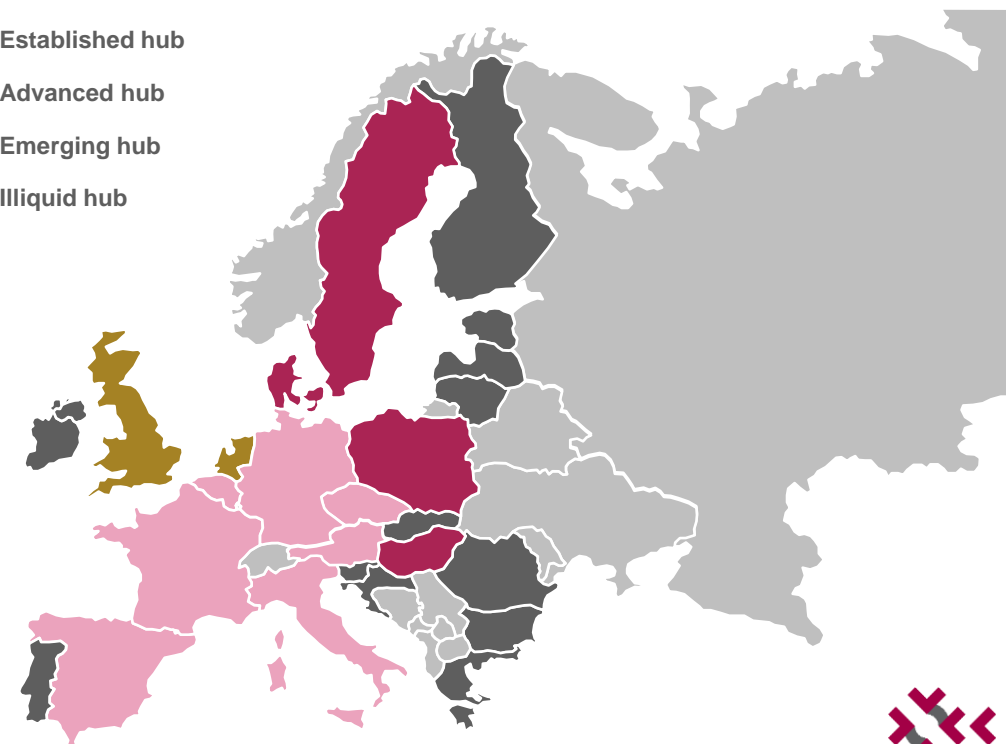 Established hub
Advanced hub
Emerging hub
Illiquid hub